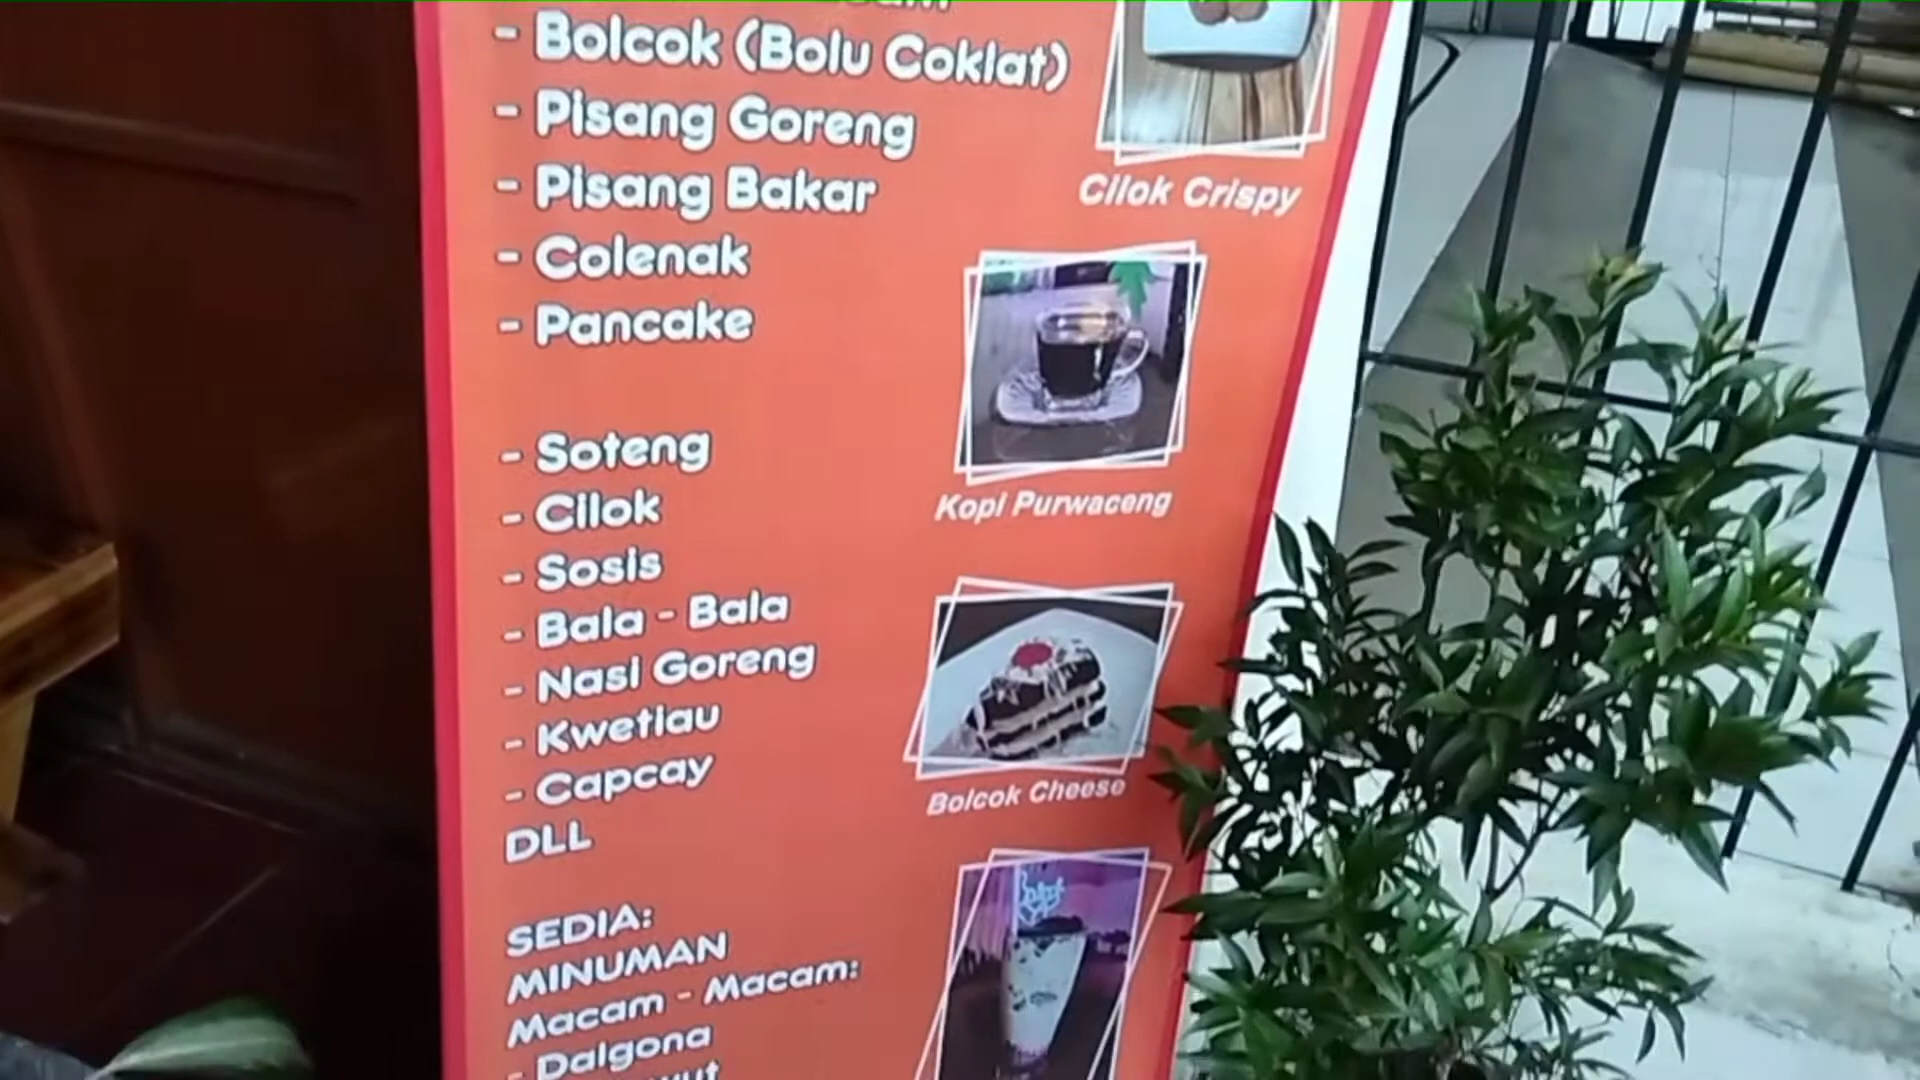 - Bolcok (Bolu Coklat)
- Pisang Goreng
- Pisang Bakar
- Colenak
- Pancake
- Soteng
- Cilok
- Sosis
- Bala - Bala
- Nasi Goreng
- Kwetiau
- Capcay
DLL
SEDIA:
MINUMAN
Macam - Macam:
- Dalgona
Cilok Crispy
Kopi Purwaceng
Bolcok Cheese